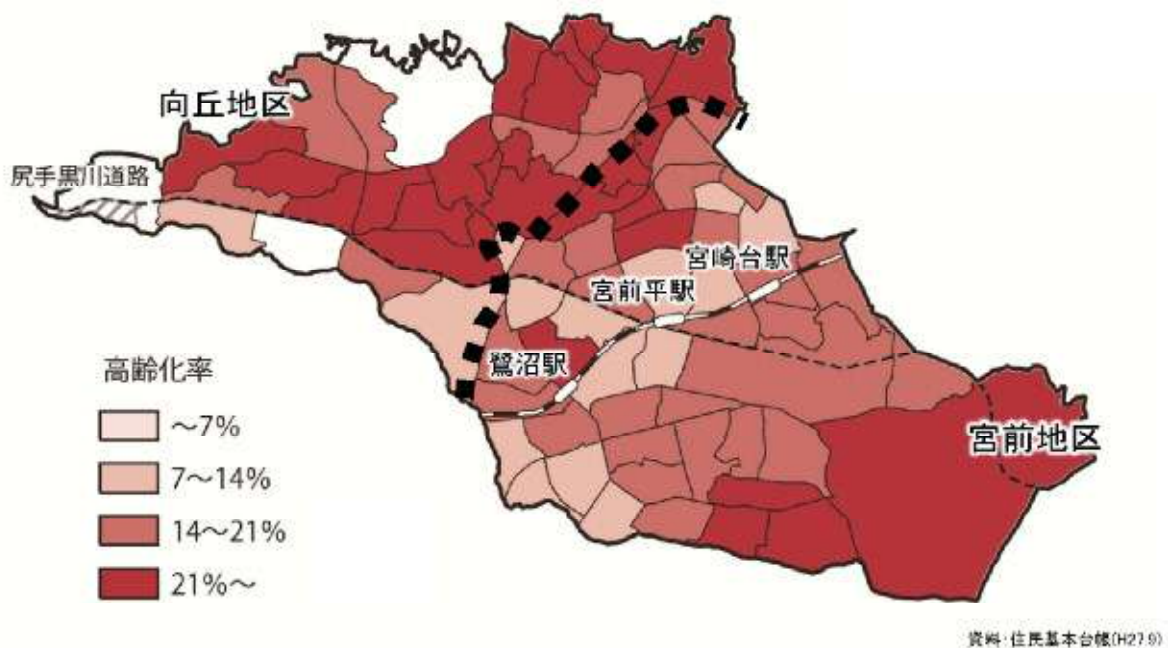 向丘地区
尻手黒川道路
宮崎台駅
宮前平駅
鷺沼駅
宮前地区
高齢化率
～7%
7～14%
14～21%
21%～
資料・住民基本台帳(H27.9)